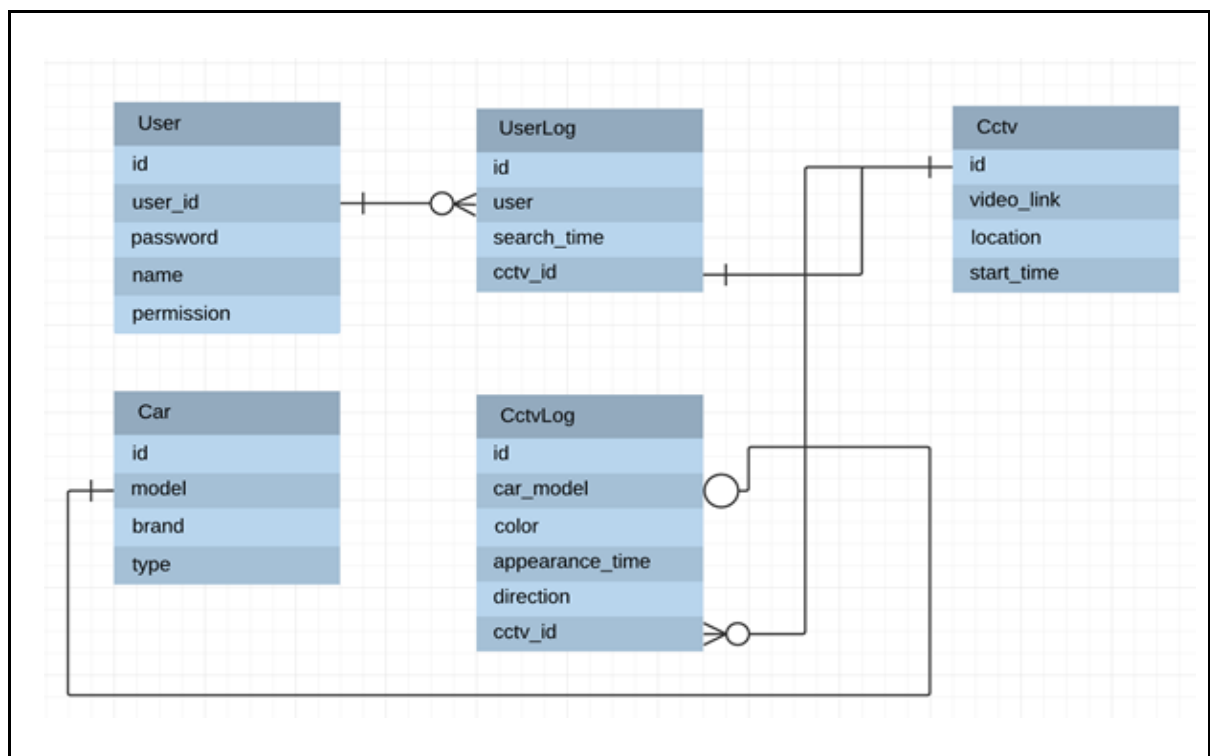 User
id
user_id
password
name
permission
UserLog
id
user
search_time
cctv_id
Cctv
id
video_link
location
start_time
Car
id
model
brand
type
CctvLog
id
car_model
color
appearance_time
direction
cctv_id